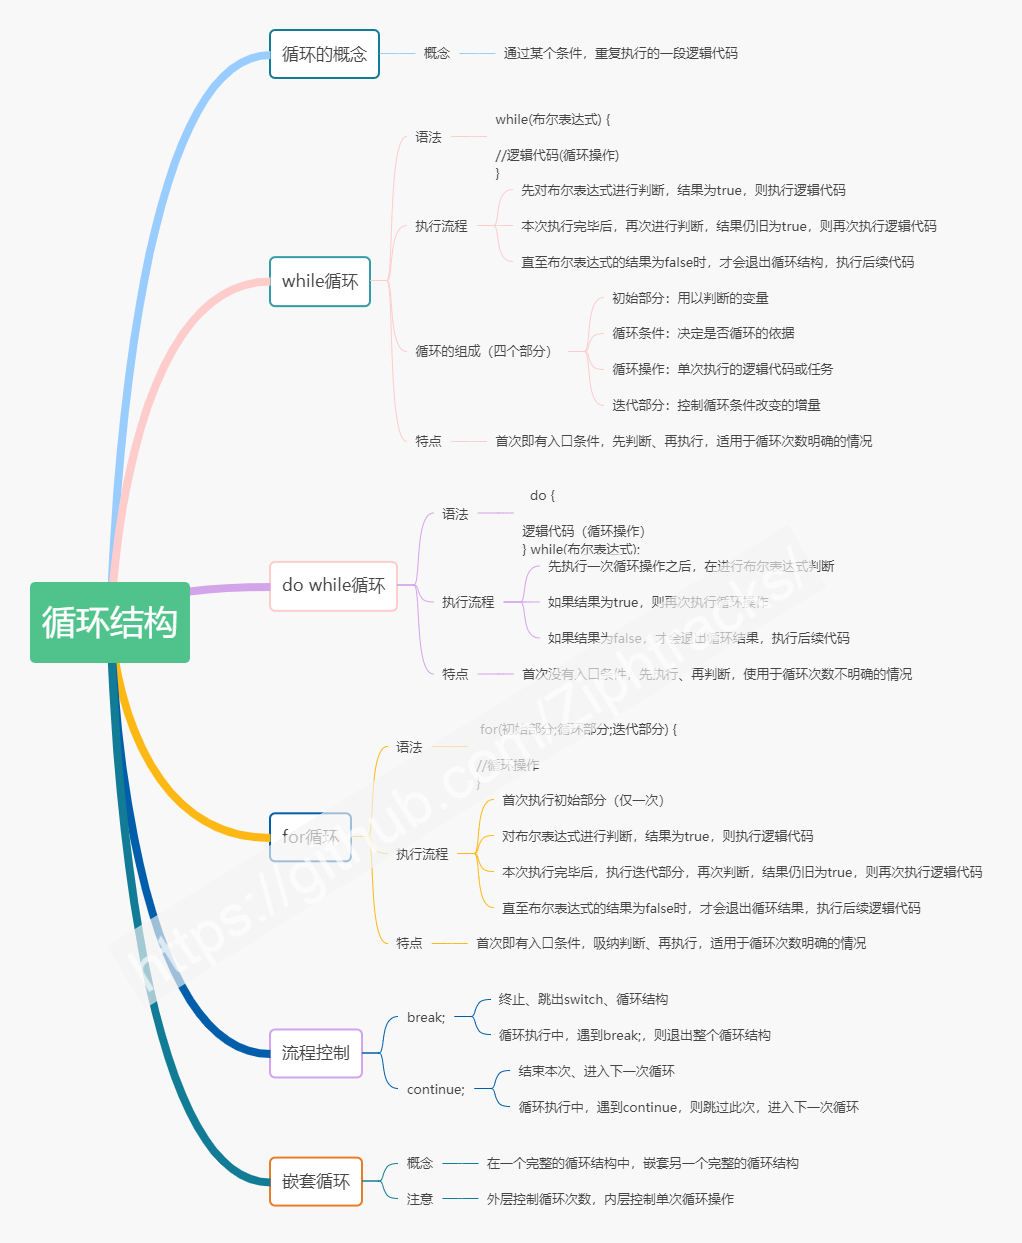 循环结构
循环的概念
概念
通过某个条件，重复执行的一段逻辑代码
while循环
语法
while(布尔表达式) {
//逻辑代码(循环操作)
}
执行流程
先对布尔表达式进行判断，结果为true，则执行逻辑代码
本次执行完毕后，再次进行判断，结果仍旧为true，则再次执行逻辑代码
直至布尔表达式的结果为false时，才会退出循环结构，执行后续代码
循环的组成（四个部分）
初始部分：用以判断的变量
循环条件：决定是否循环的依据
循环操作：单次执行的逻辑代码或任务
迭代部分：控制循环条件改变的增量
特点
首次即有入口条件，先判断、再执行，适用于循环次数明确的情况
do while循环
语法
do {
逻辑代码（循环操作）
} while(布尔表达式);
执行流程
先执行一次循环操作之后，在进行布尔表达式判断
如果结果为true，则再次执行循环操作
如果结果为false，才会退出循环结果，执行后续代码
特点
首次没有入口条件，先执行、再判断，使用于循环次数不明确的情况
for循环
语法
for(初始部分;循环部分;迭代部分) {
//循环操作
}
执行流程
首次执行初始部分（仅一次）
对布尔表达式进行判断，结果为true，则执行逻辑代码
本次执行完毕后，执行迭代部分，再次判断，结果仍旧为true，则再次执行逻辑代码
直至布尔表达式的结果为false时，才会退出循环结果，执行后续逻辑代码
特点
首次即有入口条件，吸纳判断、再执行，适用于循环次数明确的情况
流程控制
break;
终止、跳出switch、循环结构
循环执行中，遇到break;，则退出整个循环结构
continue;
结束本次、进入下一次循环
循环执行中，遇到continue，则跳过此次，进入下一次循环
嵌套循环
概念
在一个完整的循环结构中，嵌套另一个完整的循环结构
注意
外层控制循环次数，内层控制单次循环操作
https://github.com/Ziphtracks/